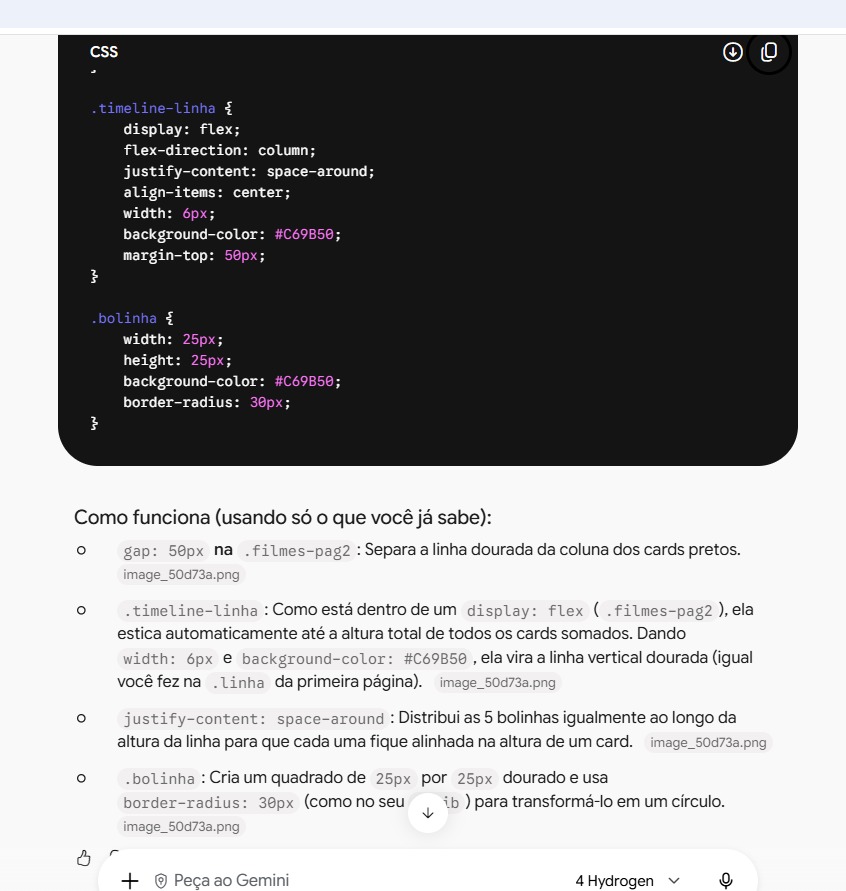 CSS
}
.timeline-linha {
display: flex;
flex-direction: column;
justify-content: space-around;
align-items: center;
width: 6px;
background-color: #C69B50;
margin-top: 50px;
}
.bolinha {
width: 25px;
height: 25px;
background-color: #C69B50;
border-radius: 30px;
}
Como funciona (usando só o que você já sabe):
gap: 50px na .filmes-pag2 : Separa a linha dourada da coluna dos cards pretos.
image_50d73a.png
.timeline-linha : Como está dentro de um display: flex ( .filmes-pag2 ), ela
estica automaticamente até a altura total de todos os cards somados. Dando
width: 6px e background-color: #C69B50 , ela vira a linha vertical dourada (igual
você fez na .linha da primeira página). image_50d73a.png
justify-content: space-around : Distribui as 5 bolinhas igualmente ao longo da
altura da linha para que cada uma fique alinhada na altura de um card. image_50d73a.png
.bolinha : Cria um quadrado de 25px por 25px dourado e usa
border-radius: 30px (como no seu ib ) para transformá-lo em um círculo.
image_50d73a.png
Peça ao Gemini
4 Hydrogen